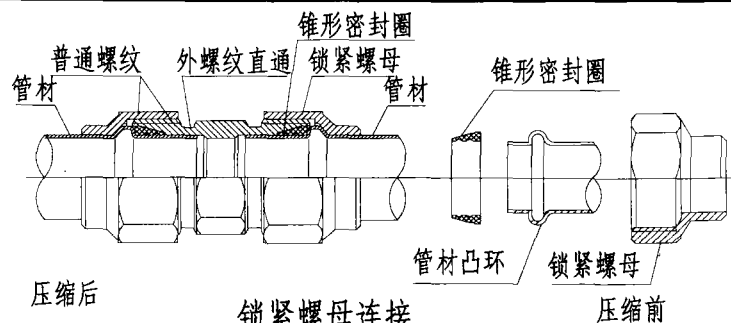 锥形密封圈
普通螺纹 外螺纹直通 锁紧螺母
管材 管材
锥形密封圈
管材凸环 锁紧螺母
压缩后 压缩前
锁紧螺母连接